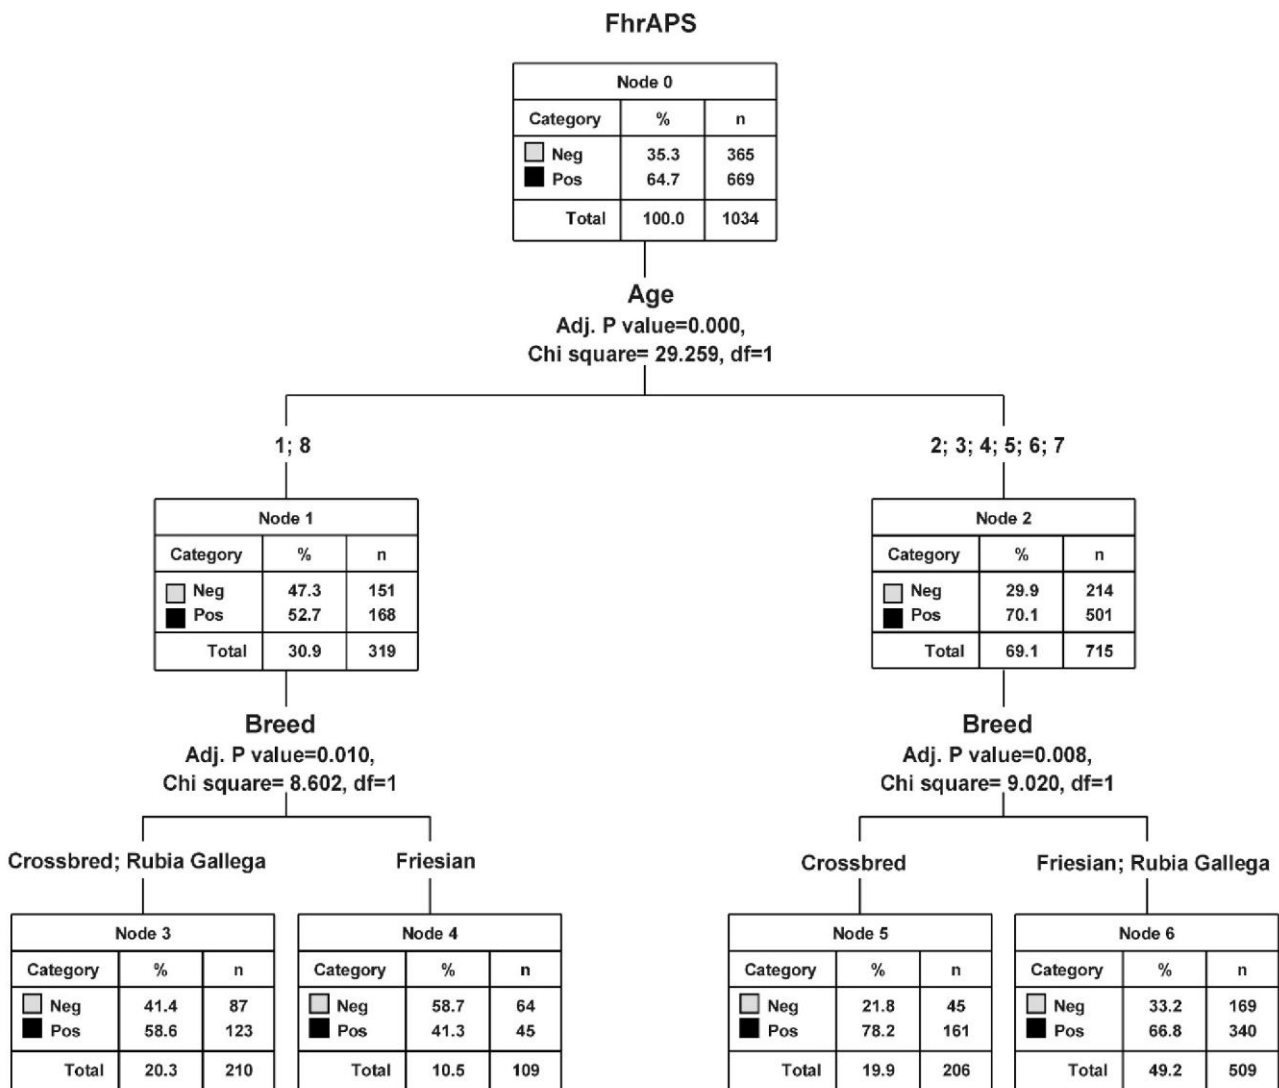 FhrAPS
Node 0
Category % n
Neg 35.3 365
Pos 64.7 669
Total 100.0 1034
Age
Adj. P value=0.000,
Chi square= 29.259, df=1
1; 8
2; 3; 4; 5; 6; 7
Node 1
Category % n
Neg 47.3 151
Pos 52.7 168
Total 30.9 319
Node 2
Category % n
Neg 29.9 214
Pos 70.1 501
Total 69.1 715
Breed
Adj. P value=0.010,
Chi square= 8.602, df=1
Breed
Adj. P value=0.008,
Chi square= 9.020, df=1
Crossbred; Rubia Gallega
Friesian
Crossbred
Friesian; Rubia Gallega
Node 3
Category % n
Neg 41.4 87
Pos 58.6 123
Total 20.3 210
Node 4
Category % n
Neg 58.7 64
Pos 41.3 45
Total 10.5 109
Node 5
Category % n
Neg 21.8 45
Pos 78.2 161
Total 19.9 206
Node 6
Category % n
Neg 33.2 169
Pos 66.8 340
Total 49.2 509